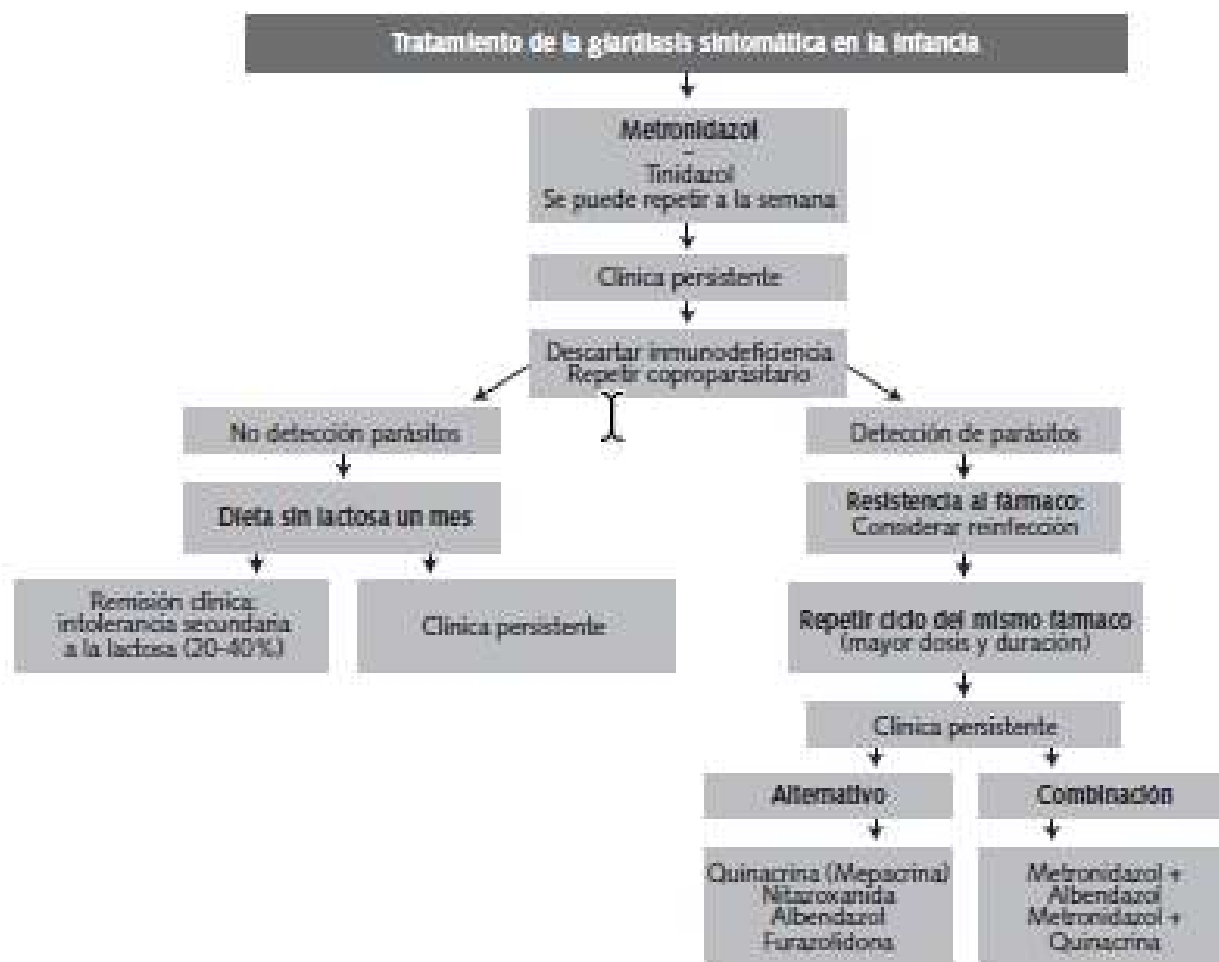 Tratamiento de la giardiasis sintomática en la infancia
Metronidazol
–
Tinidazol
Se puede repetir a la semana
Clínica persistente
Descartar inmunodeficiencia
Repetir coproparásitario
No detección parásitos
Detección de parásitos
Dieta sin lactosa un mes
Resistencia al fármaco:
Considerar reinfección
Remisión clínica:
intolerancia secundaria
a la lactosa (20-40%)
Clínica persistente
Repetir ciclo del mismo fármaco
(mayor dosis y duración)
Clínica persistente
Alternativo
Combinación
Quinacrina (Mepacrina)
Nitazoxanida
Albendazol
Furazolidona
Metronidazol +
Albendazol
Metronidazol +
Quinacrina